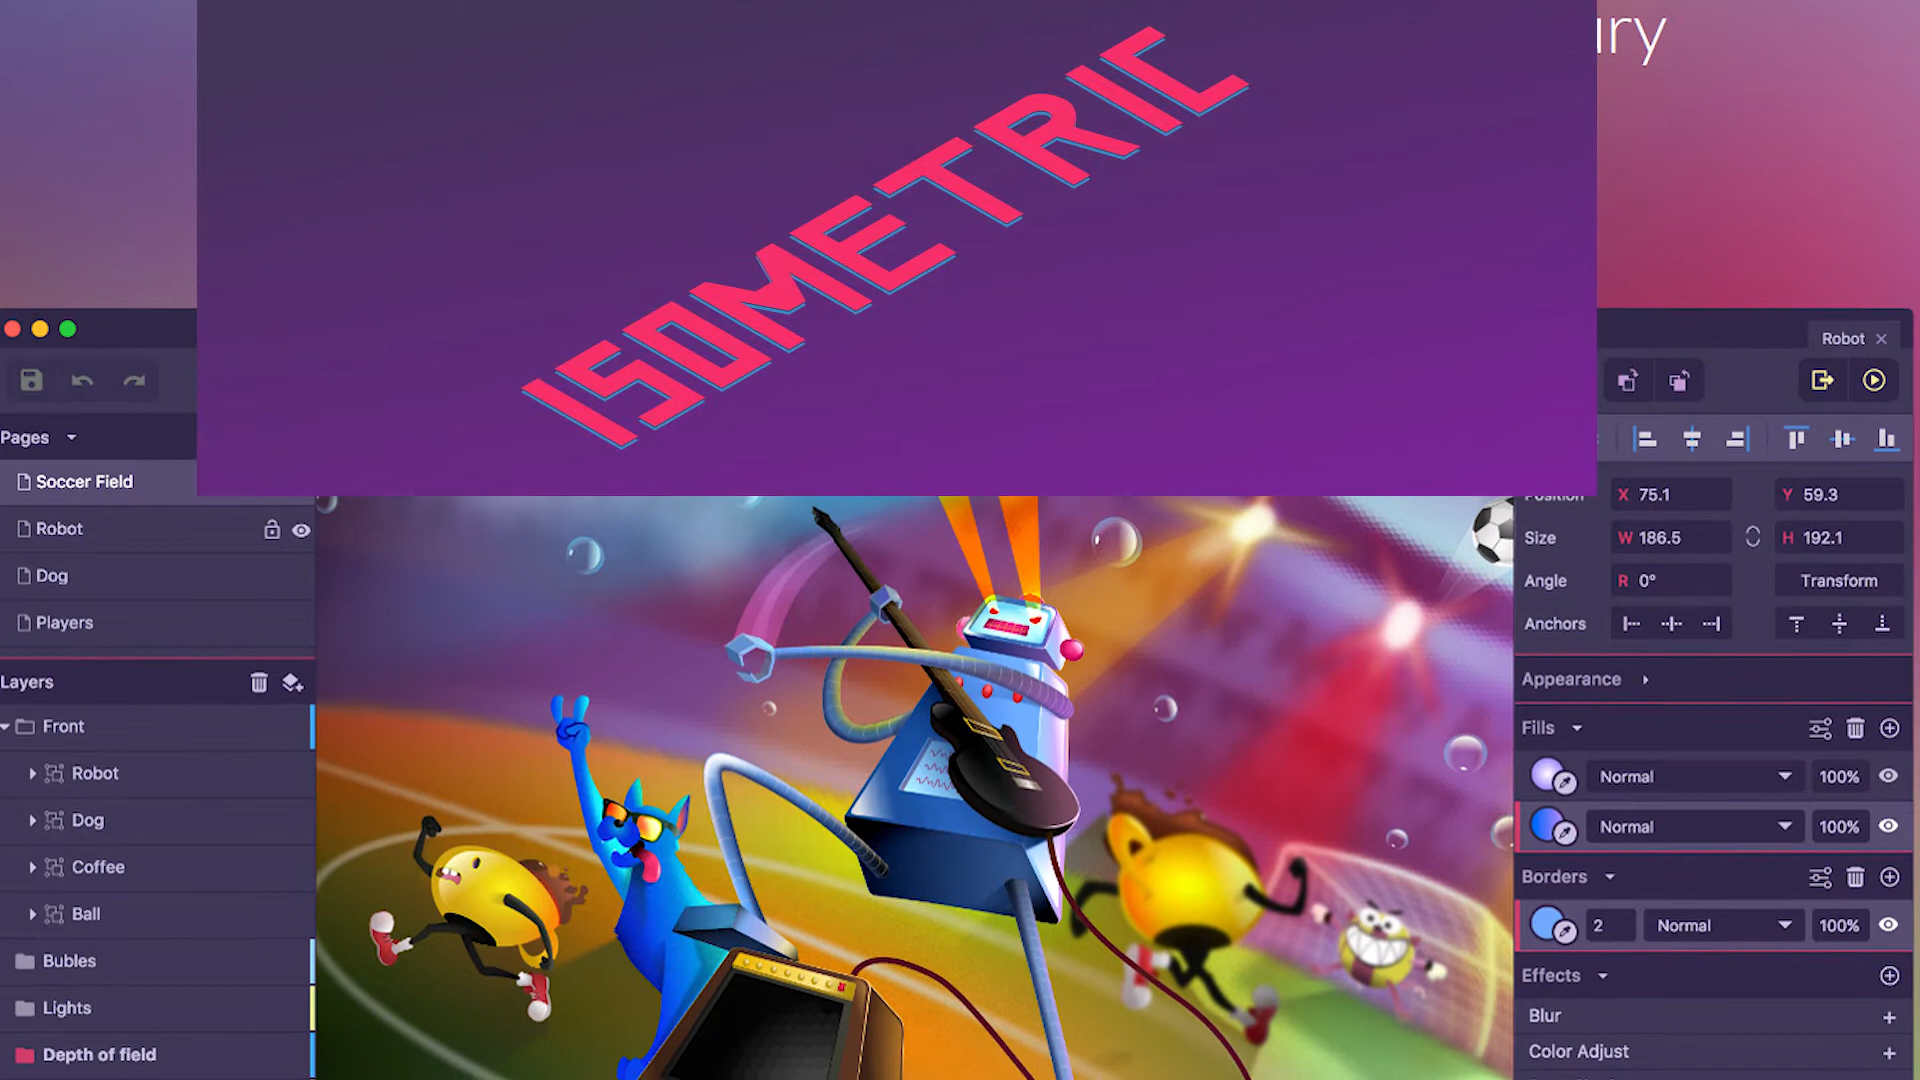 ISOMETRIC
Robot
Pages
Soccer Field
Robot
Dog
Players
Layers
Front
Robot
Dog
Coffee
Ball
Bubles
Lights
Depth of field
X 75.1 Y 59.3
Size W 186.5 H 192.1
Angle R 0° Transform
Anchors
Appearance
Fills
Normal 100%
Normal 100%
Borders
2 Normal 100%
Effects
Blur
Color Adjust